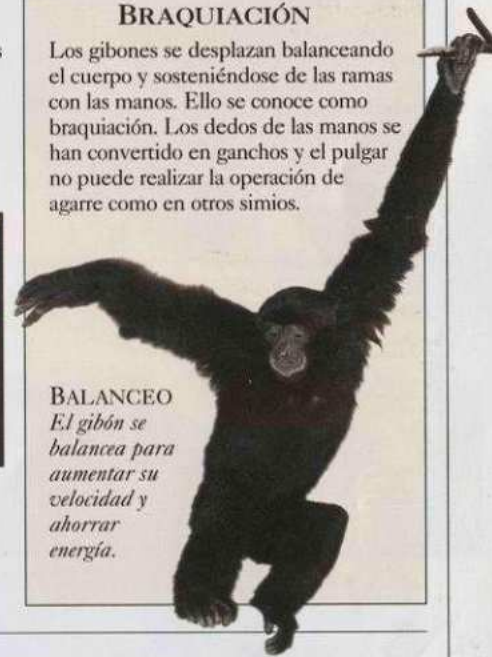 BRAQUIACIÓN
Los gibones se desplazan balanceando
el cuerpo y sosteniéndose de las ramas
con las manos. Ello se conoce como
braquiación. Los dedos de las manos se
han convertido en ganchos y el pulgar
no puede realizar la operación de
agarre como en otros simios.
BALANCEO
El gibón se
balancea para
aumentar su
velocidad y
ahorrar
energía.